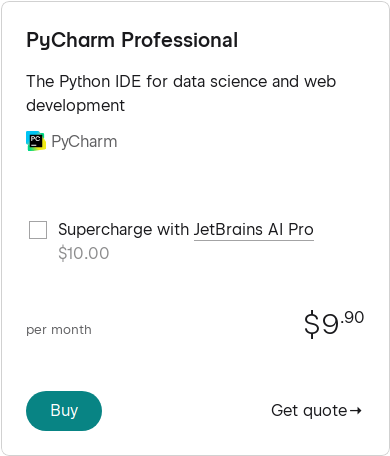 PyCharm Professional
The Python IDE for data science and web
development
PC PyCharm
Supercharge with JetBrains AI Pro
$10.00
per month $9.90
Buy Get quote→